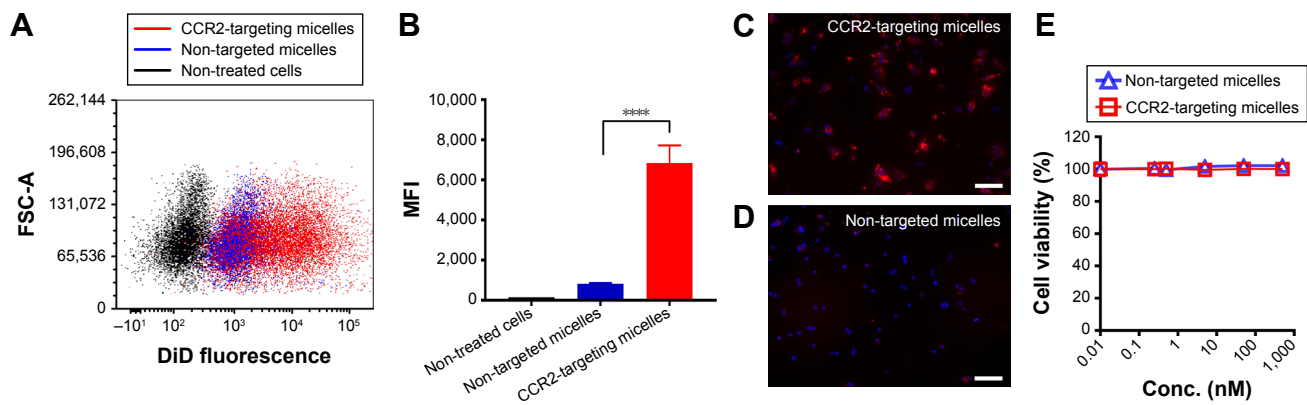 A
CCR2-targeting micelles
Non-targeted micelles
Non-treated cells
262,144
196,608
131,072
65,536
0
FSC-A
–10¹ 10² 10³ 10⁴ 10⁵
DiD fluorescence
B
10,000
8,000
6,000
4,000
2,000
0
MFI
****
Non-treated cells
Non-targeted micelles
CCR2-targeting micelles
C
CCR2-targeting micelles
D
Non-targeted micelles
E
Non-targeted micelles
CCR2-targeting micelles
120
100
80
60
40
20
0
Cell viability (%)
0.01 0.1 1 10 100 1,000
Conc. (nM)